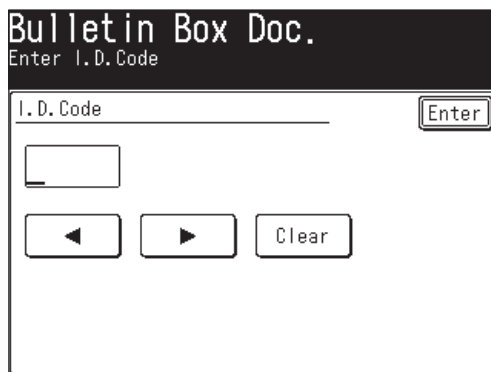 Bulletin Box Doc.
Enter I.D.Code
I.D.Code
Enter
◀ ▶ Clear